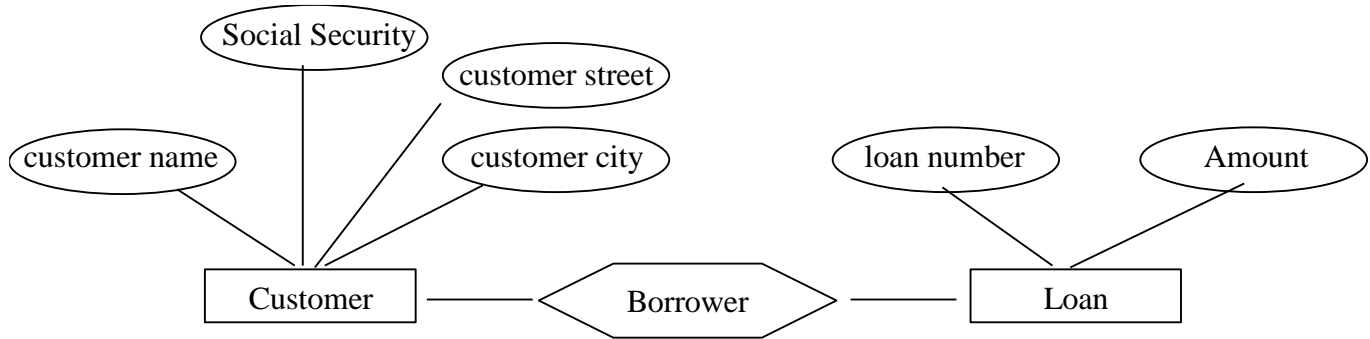 Social Security
customer street
customer name
customer city
loan number
Amount
Customer
Borrower
Loan